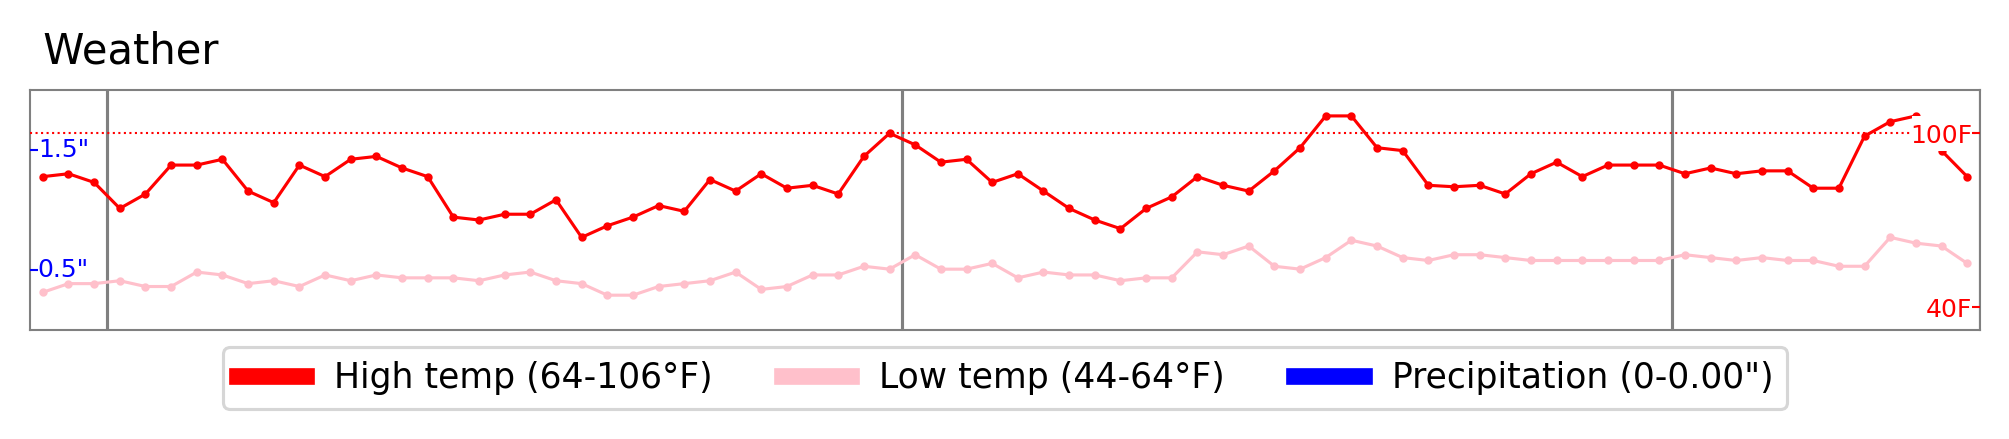 Weather
1.5"
100F
0.5"
40F
High temp (64-106°F) Low temp (44-64°F) Precipitation (0-0.00")